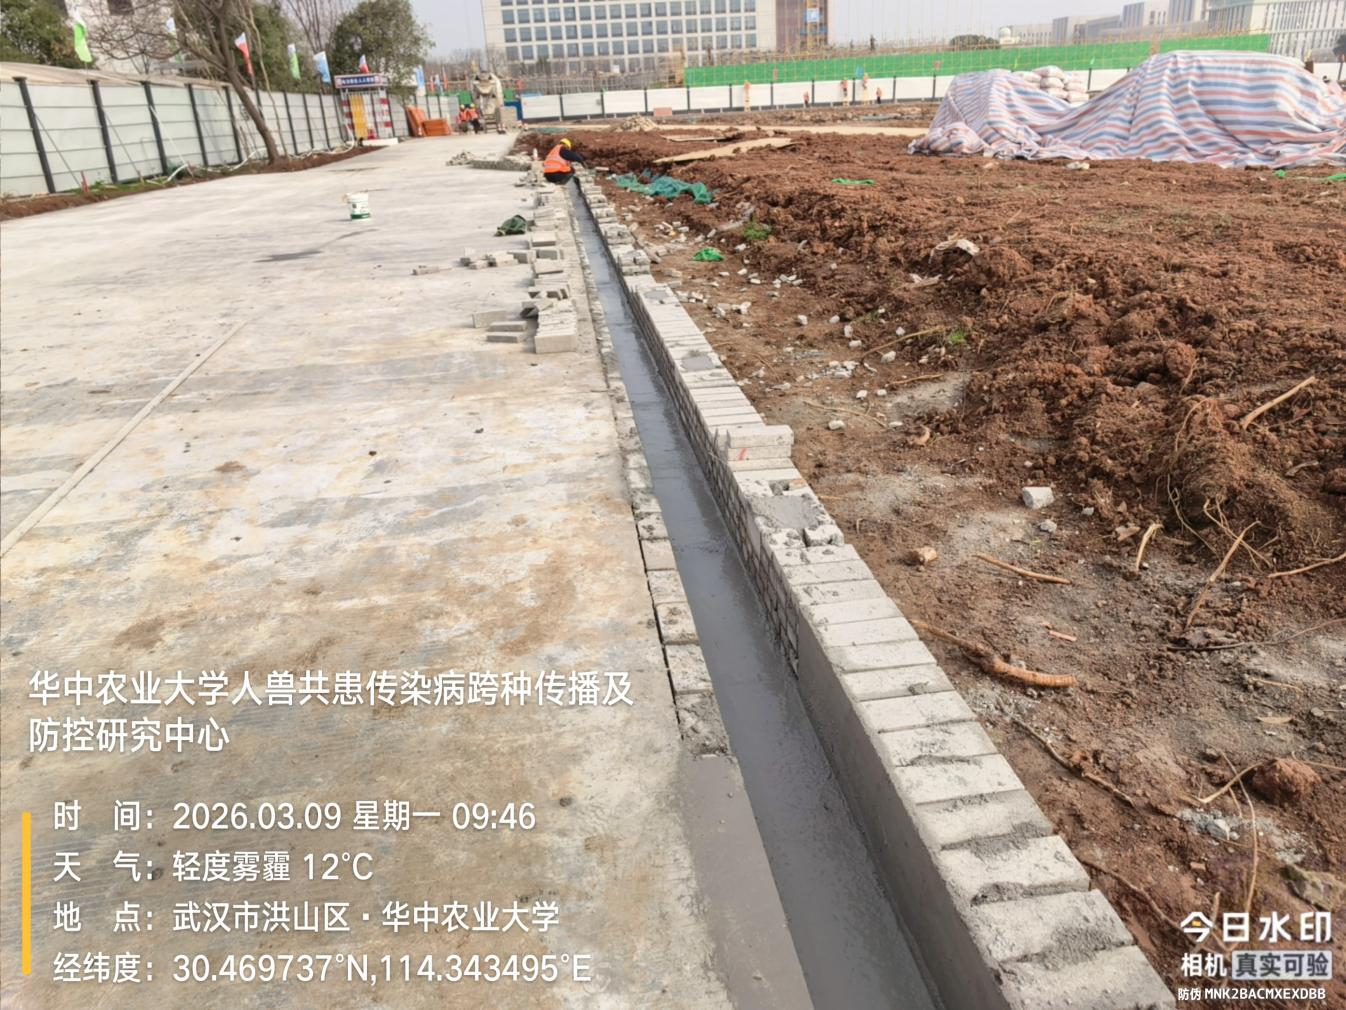 华中农业大学人兽共患传染病跨种传播及
防控研究中心
时 间：2026.03.09 星期一 09:46
天 气：轻度雾霾 12℃
地 点：武汉市洪山区·华中农业大学
经纬度：30.469737°N,114.343495°E
今日水印
相机 真实可验
防伪 MNK2BACMXEXDBB